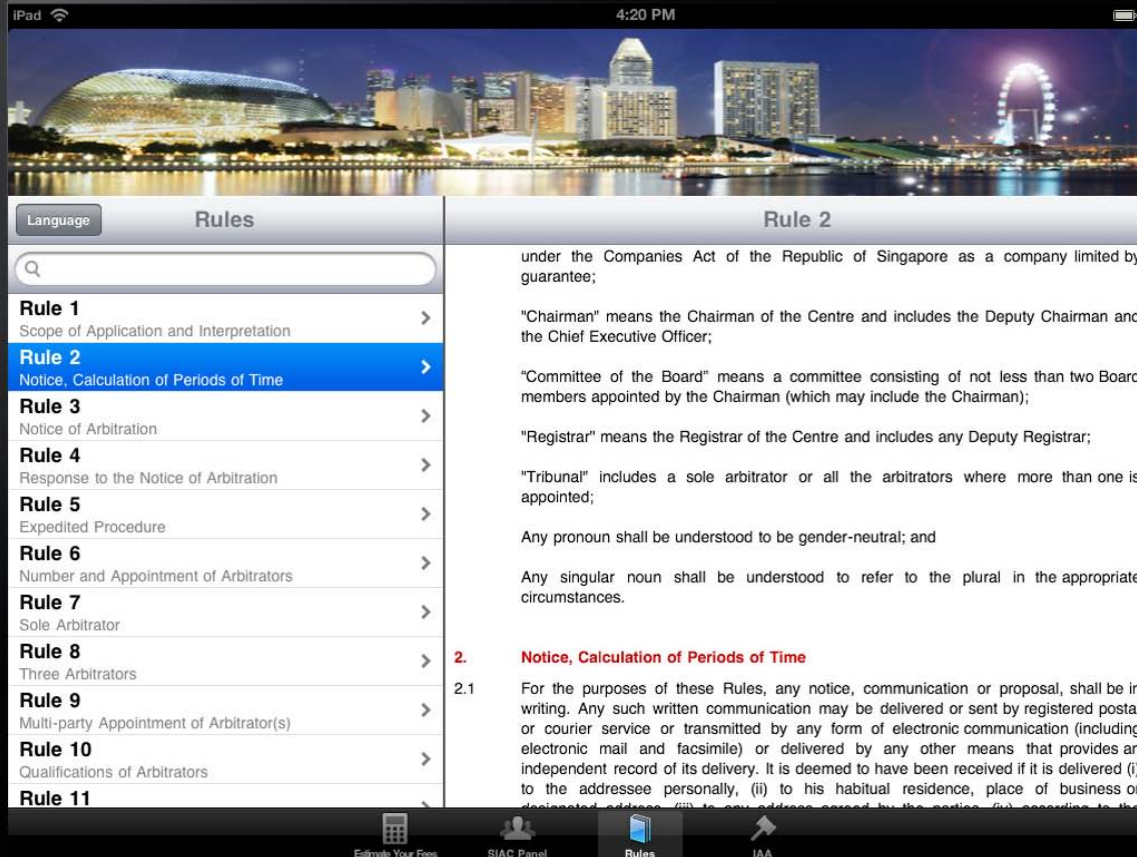 iPad
4:20 PM
Language
Rules
Rule 1
Scope of Application and Interpretation
Rule 2
Notice, Calculation of Periods of Time
Rule 3
Notice of Arbitration
Rule 4
Response to the Notice of Arbitration
Rule 5
Expedited Procedure
Rule 6
Number and Appointment of Arbitrators
Rule 7
Sole Arbitrator
Rule 8
Three Arbitrators
Rule 9
Multi-party Appointment of Arbitrator(s)
Rule 10
Qualifications of Arbitrators
Rule 11
Rule 2
under the Companies Act of the Republic of Singapore as a company limited by
guarantee;
"Chairman" means the Chairman of the Centre and includes the Deputy Chairman and
the Chief Executive Officer;
“Committee of the Board” means a committee consisting of not less than two Board
members appointed by the Chairman (which may include the Chairman);
"Registrar" means the Registrar of the Centre and includes any Deputy Registrar;
"Tribunal" includes a sole arbitrator or all the arbitrators where more than one is
appointed;
Any pronoun shall be understood to be gender-neutral; and
Any singular noun shall be understood to refer to the plural in the appropriate
circumstances.
2. Notice, Calculation of Periods of Time
2.1 For the purposes of these Rules, any notice, communication or proposal, shall be in
writing. Any such written communication may be delivered or sent by registered postal
or courier service or transmitted by any form of electronic communication (including
electronic mail and facsimile) or delivered by any other means that provides an
independent record of its delivery. It is deemed to have been received if it is delivered (i)
to the addressee personally, (ii) to his habitual residence, place of business or
designated address, (iii) to any address agreed by the parties, (iv) according to the
Estimate Your Fees
SIAC Panel
Rules
IAA